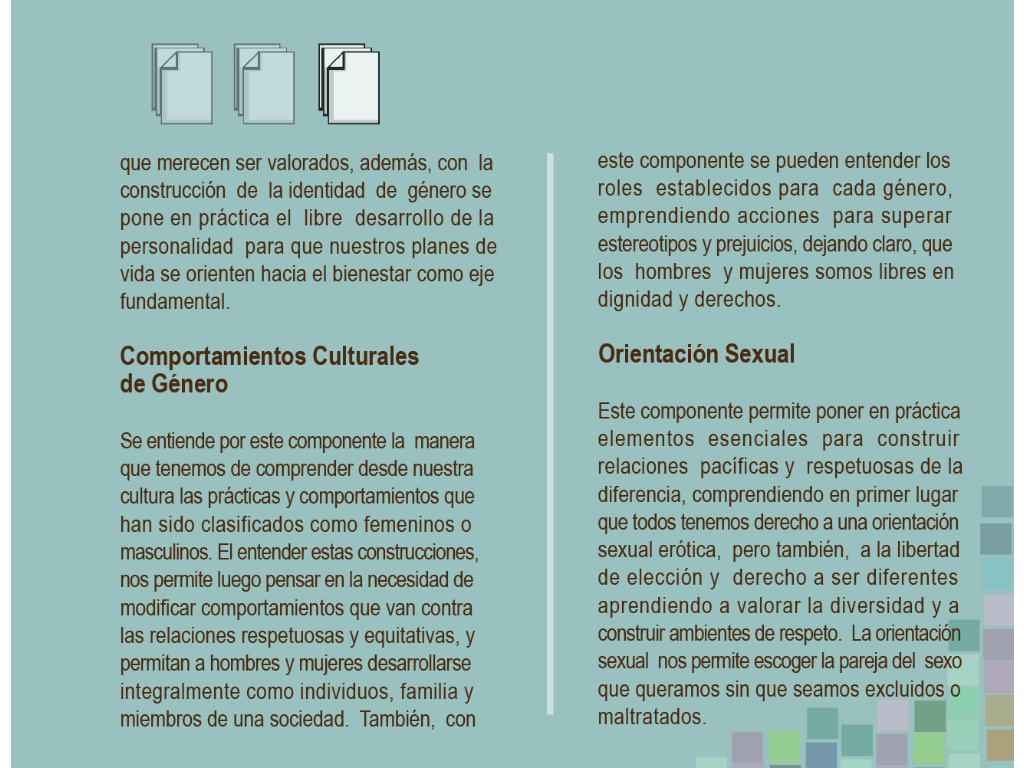 que merecen ser valorados, además, con la
construcción de la identidad de género se
pone en práctica el libre desarrollo de la
personalidad para que nuestros planes de
vida se orienten hacia el bienestar como eje
fundamental.
Comportamientos Culturales
de Género
Se entiende por este componente la manera
que tenemos de comprender desde nuestra
cultura las prácticas y comportamientos que
han sido clasificados como femeninos o
masculinos. El entender estas construcciones,
nos permite luego pensar en la necesidad de
modificar comportamientos que van contra
las relaciones respetuosas y equitativas, y
permitan a hombres y mujeres desarrollarse
integralmente como individuos, familia y
miembros de una sociedad. También, con
este componente se pueden entender los
roles establecidos para cada género,
emprendiendo acciones para superar
estereotipos y prejuicios, dejando claro, que
los hombres y mujeres somos libres en
dignidad y derechos.
Orientación Sexual
Este componente permite poner en práctica
elementos esenciales para construir
relaciones pacíficas y respetuosas de la
diferencia, comprendiendo en primer lugar
que todos tenemos derecho a una orientación
sexual erótica, pero también, a la libertad
de elección y derecho a ser diferentes
aprendiendo a valorar la diversidad y a
construir ambientes de respeto. La orientación
sexual nos permite escoger la pareja del sexo
que queramos sin que seamos excluidos o
maltratados.